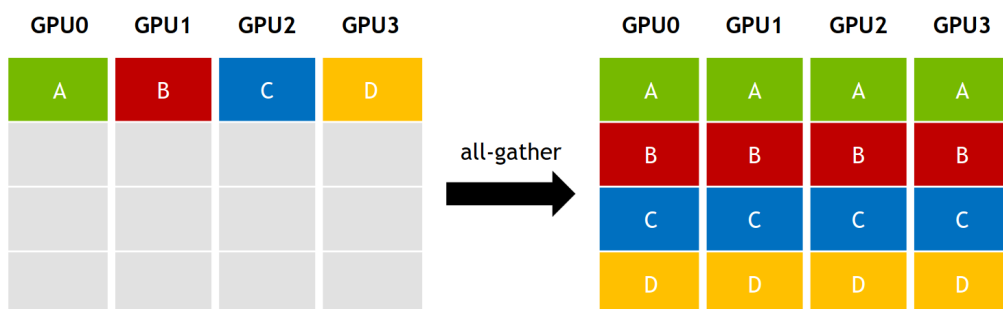 GPU0 GPU1 GPU2 GPU3
A B C D
all-gather
GPU0 GPU1 GPU2 GPU3
A A A A
B B B B
C C C C
D D D D